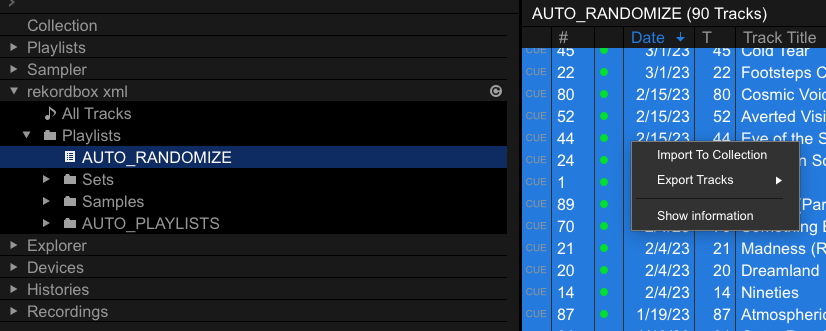 Collection
Playlists
Sampler
rekordbox xml
All Tracks
Playlists
AUTO_RANDOMIZE
Sets
Samples
AUTO_PLAYLISTS
Explorer
Devices
Histories
Recordings
AUTO_RANDOMIZE (90 Tracks)
# Date T Track Title
CUE 45 3/1/23 45 Cold Tear
CUE 22 3/1/23 22 Footsteps C
CUE 80 2/15/23 80 Cosmic Voi
CUE 52 2/15/23 52 Averted Visi
CUE 44 2/15/23 44 Eye of the S
CUE 24
CUE 1
CUE 89 (Par
CUE 70
CUE 21 2/4/23 21 Madness (R
CUE 20 2/4/23 20 Dreamland
CUE 14 2/4/23 14 Nineties
CUE 87 1/19/23 87 Atmospheric
Import To Collection
Export Tracks
Show information